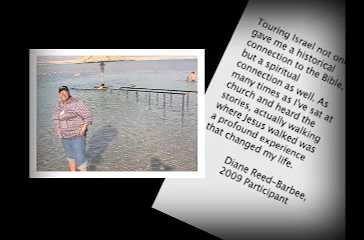 Touring Israel not on
gave me a historical
connection to the Bible,
but a spiritual
connection as well. As
many times as I've sat at
church and heard the
stories, actually walking
where Jesus walked was
a profound experience
that changed my life.
Diane Reed-Barbee,
2009 Participant